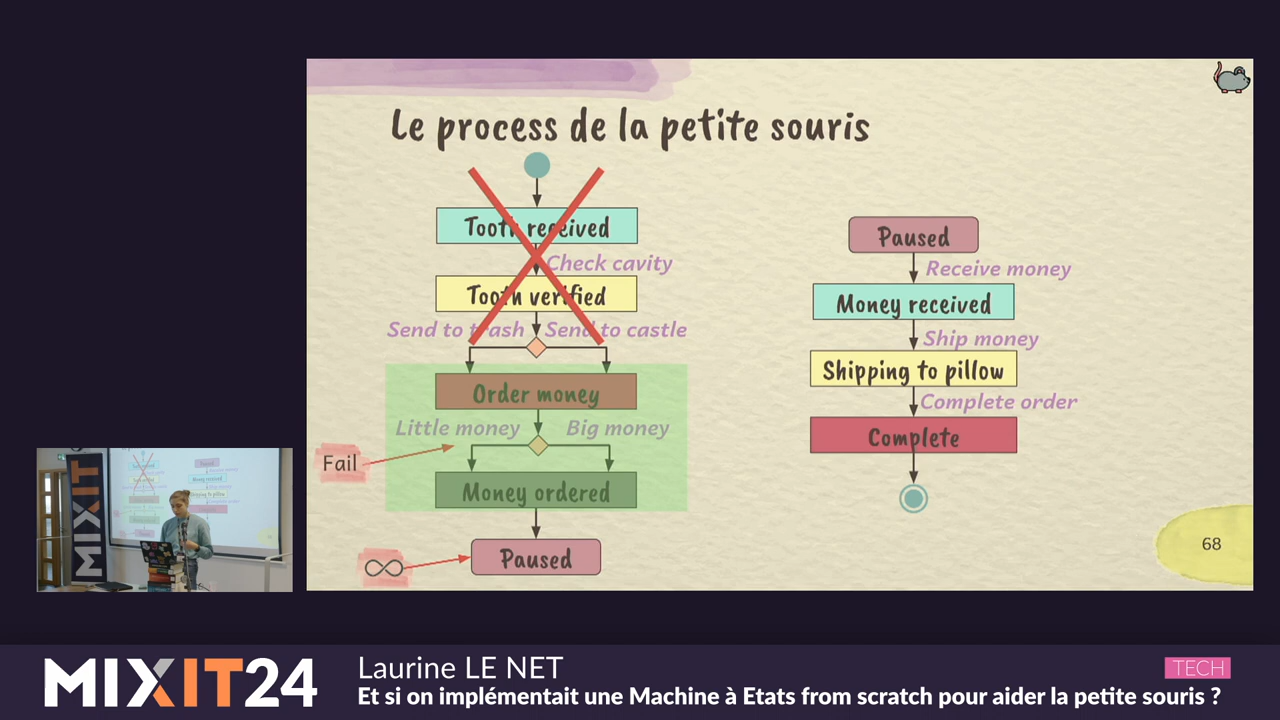 Le process de la petite souris
Tooth received
Check cavity
Tooth verified
Send to trash
Send to castle
Order money
Little money
Big money
Fail
Money ordered
∞
Paused
Paused
Receive money
Money received
Ship money
Shipping to pillow
Complete order
Complete
68
MIXIT
MIXIT24
Laurine LE NET
TECH
Et si on implémentait une Machine à Etats from scratch pour aider la petite souris ?